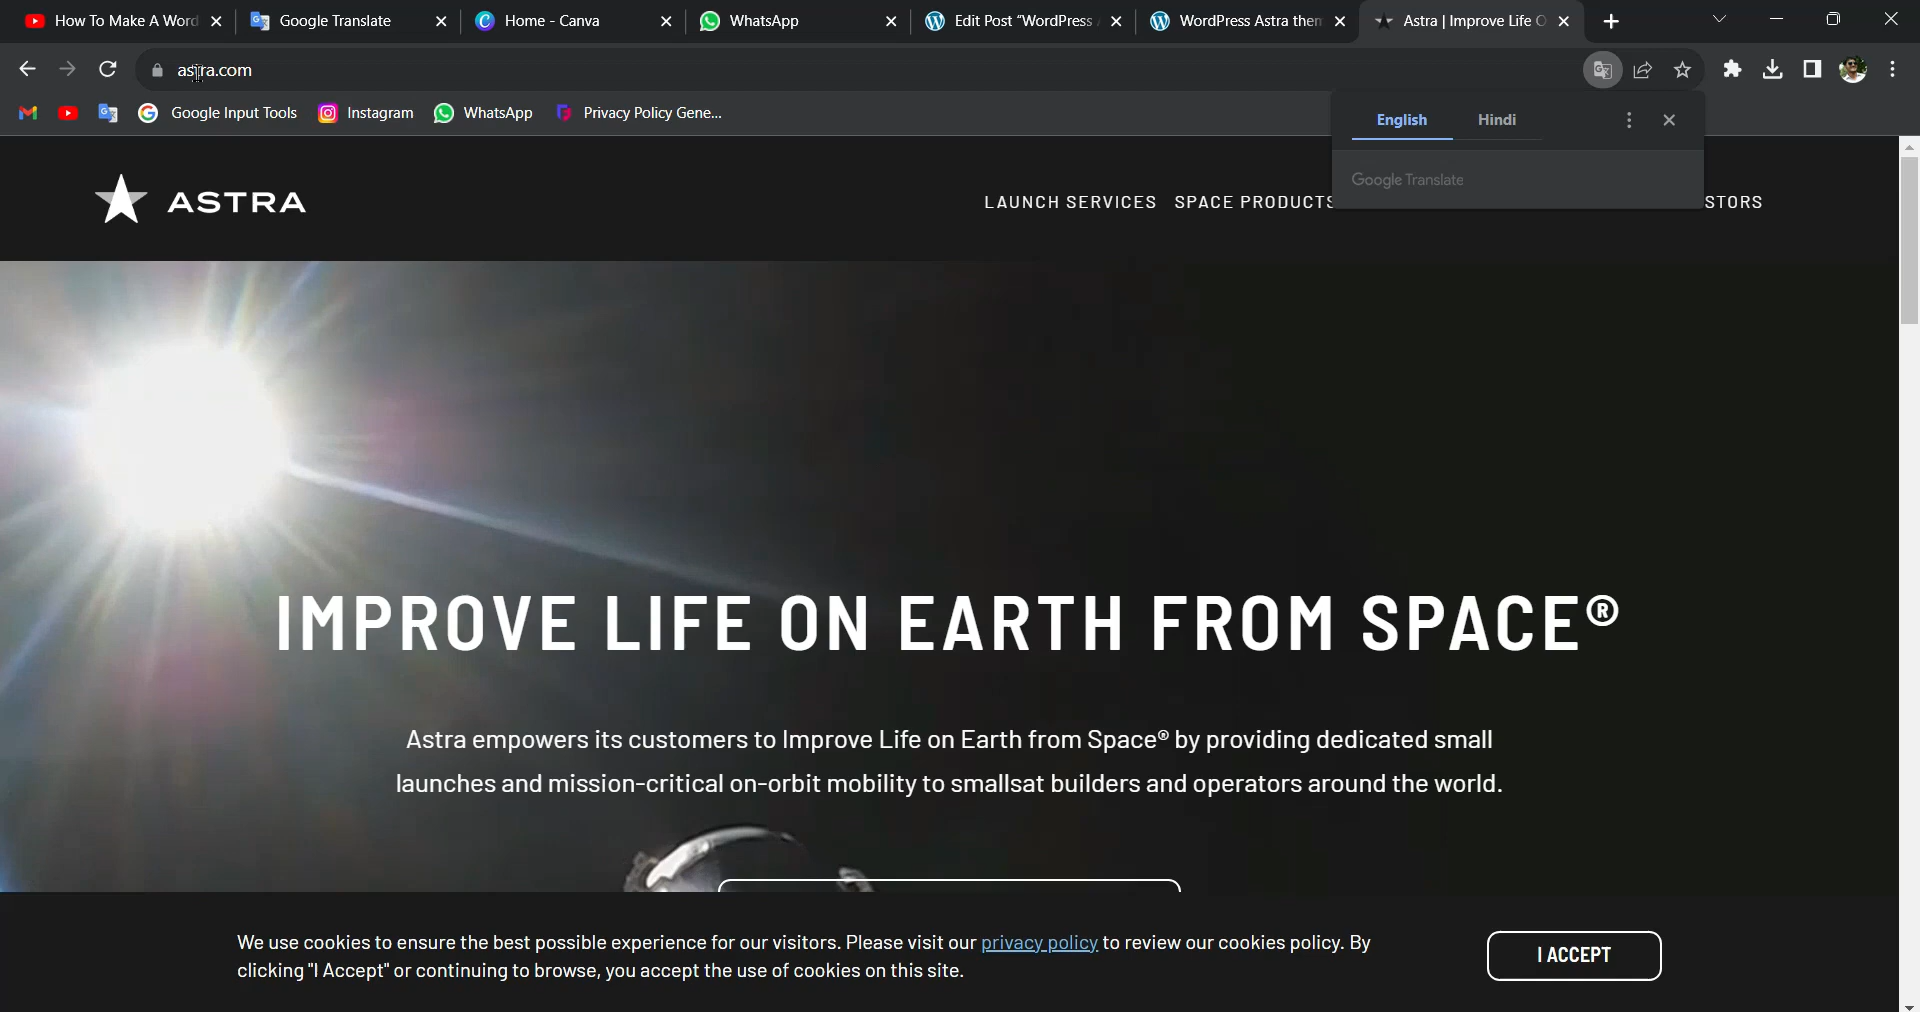 How To Make A Word
Google Translate
Home - Canva
WhatsApp
Edit Post “WordPress
WordPress Astra them
Astra | Improve Life O
astra.com
Google Input Tools
Instagram
WhatsApp
Privacy Policy Gene...
English
Hindi
Google Translate
ASTRA
LAUNCH SERVICES
SPACE PRODUCTS
STORS
IMPROVE LIFE ON EARTH FROM SPACE®
Astra empowers its customers to Improve Life on Earth from Space® by providing dedicated small
launches and mission-critical on-orbit mobility to smallsat builders and operators around the world.
We use cookies to ensure the best possible experience for our visitors. Please visit our privacy policy to review our cookies policy. By
clicking "I Accept" or continuing to browse, you accept the use of cookies on this site.
I ACCEPT